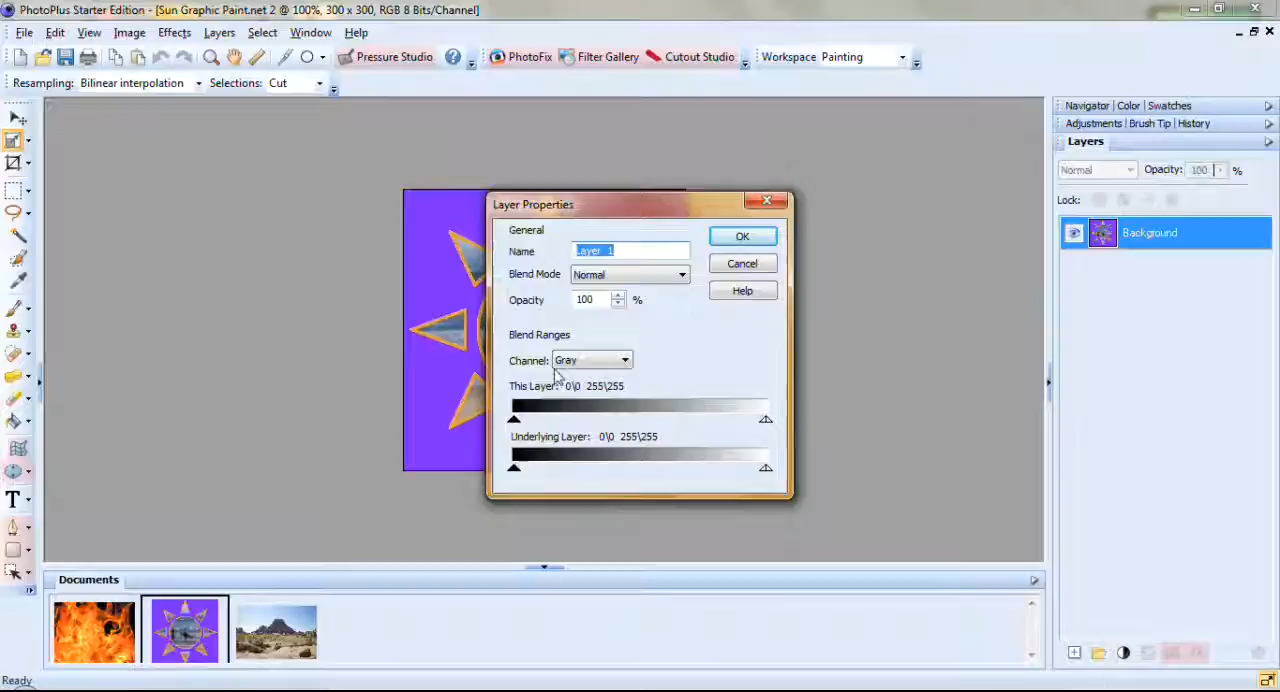 PhotoPlus Starter Edition - [Sun Graphic Paint.net 2 @ 100%, 300 x 300, RGB 8 Bits/Channel]
File Edit View Image Effects Layers Select Window Help
Pressure Studio PhotoFix Filter Gallery Cutout Studio Workspace Painting
Resampling: Bilinear interpolation Selections: Cut
Navigator | Color | Swatches
Adjustments | Brush Tip | History
Layers
Normal Opacity: 100 %
Lock:
Background
Layer Properties
General
Name Layer 1
Blend Mode Normal
Opacity 100 %
OK
Cancel
Help
Blend Ranges
Channel: Gray
This Layer: 0\0 255\255
Underlying Layer: 0\0 255\255
Documents
Ready